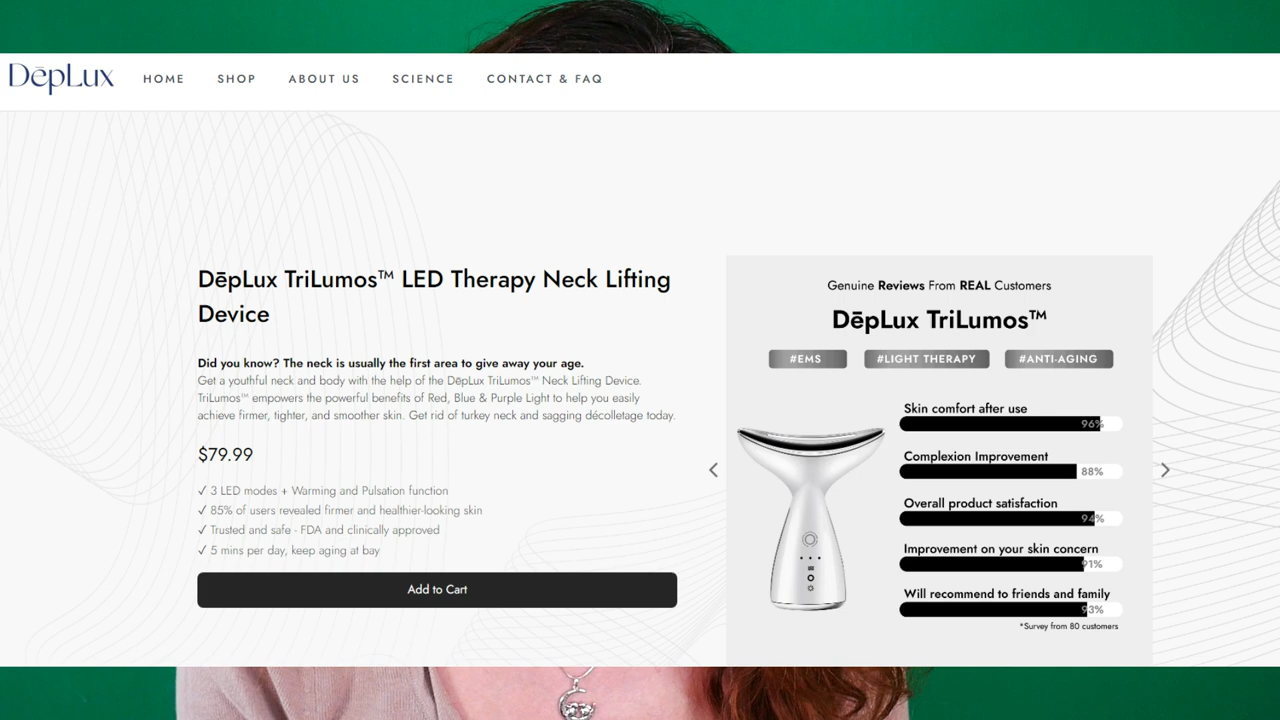 DēpLux
HOME SHOP ABOUT US SCIENCE CONTACT & FAQ
DēpLux TriLumos™ LED Therapy Neck Lifting
Device
Did you know? The neck is usually the first area to give away your age.
Get a youthful neck and body with the help of the DēpLux TriLumos™ Neck Lifting Device.
TriLumos™ empowers the powerful benefits of Red, Blue & Purple Light to help you easily
achieve firmer, tighter, and smoother skin. Get rid of turkey neck and sagging décolletage today.
$79.99
✓ 3 LED modes + Warming and Pulsation function
✓ 85% of users revealed firmer and healthier-looking skin
✓ Trusted and safe - FDA and clinically approved
✓ 5 mins per day, keep aging at bay
Add to Cart
Genuine Reviews From REAL Customers
DēpLux TriLumos™
#EMS #LIGHT THERAPY #ANTI-AGING
Skin comfort after use
96%
Complexion Improvement
88%
Overall product satisfaction
94%
Improvement on your skin concern
91%
Will recommend to friends and family
93%
*Survey from 80 customers